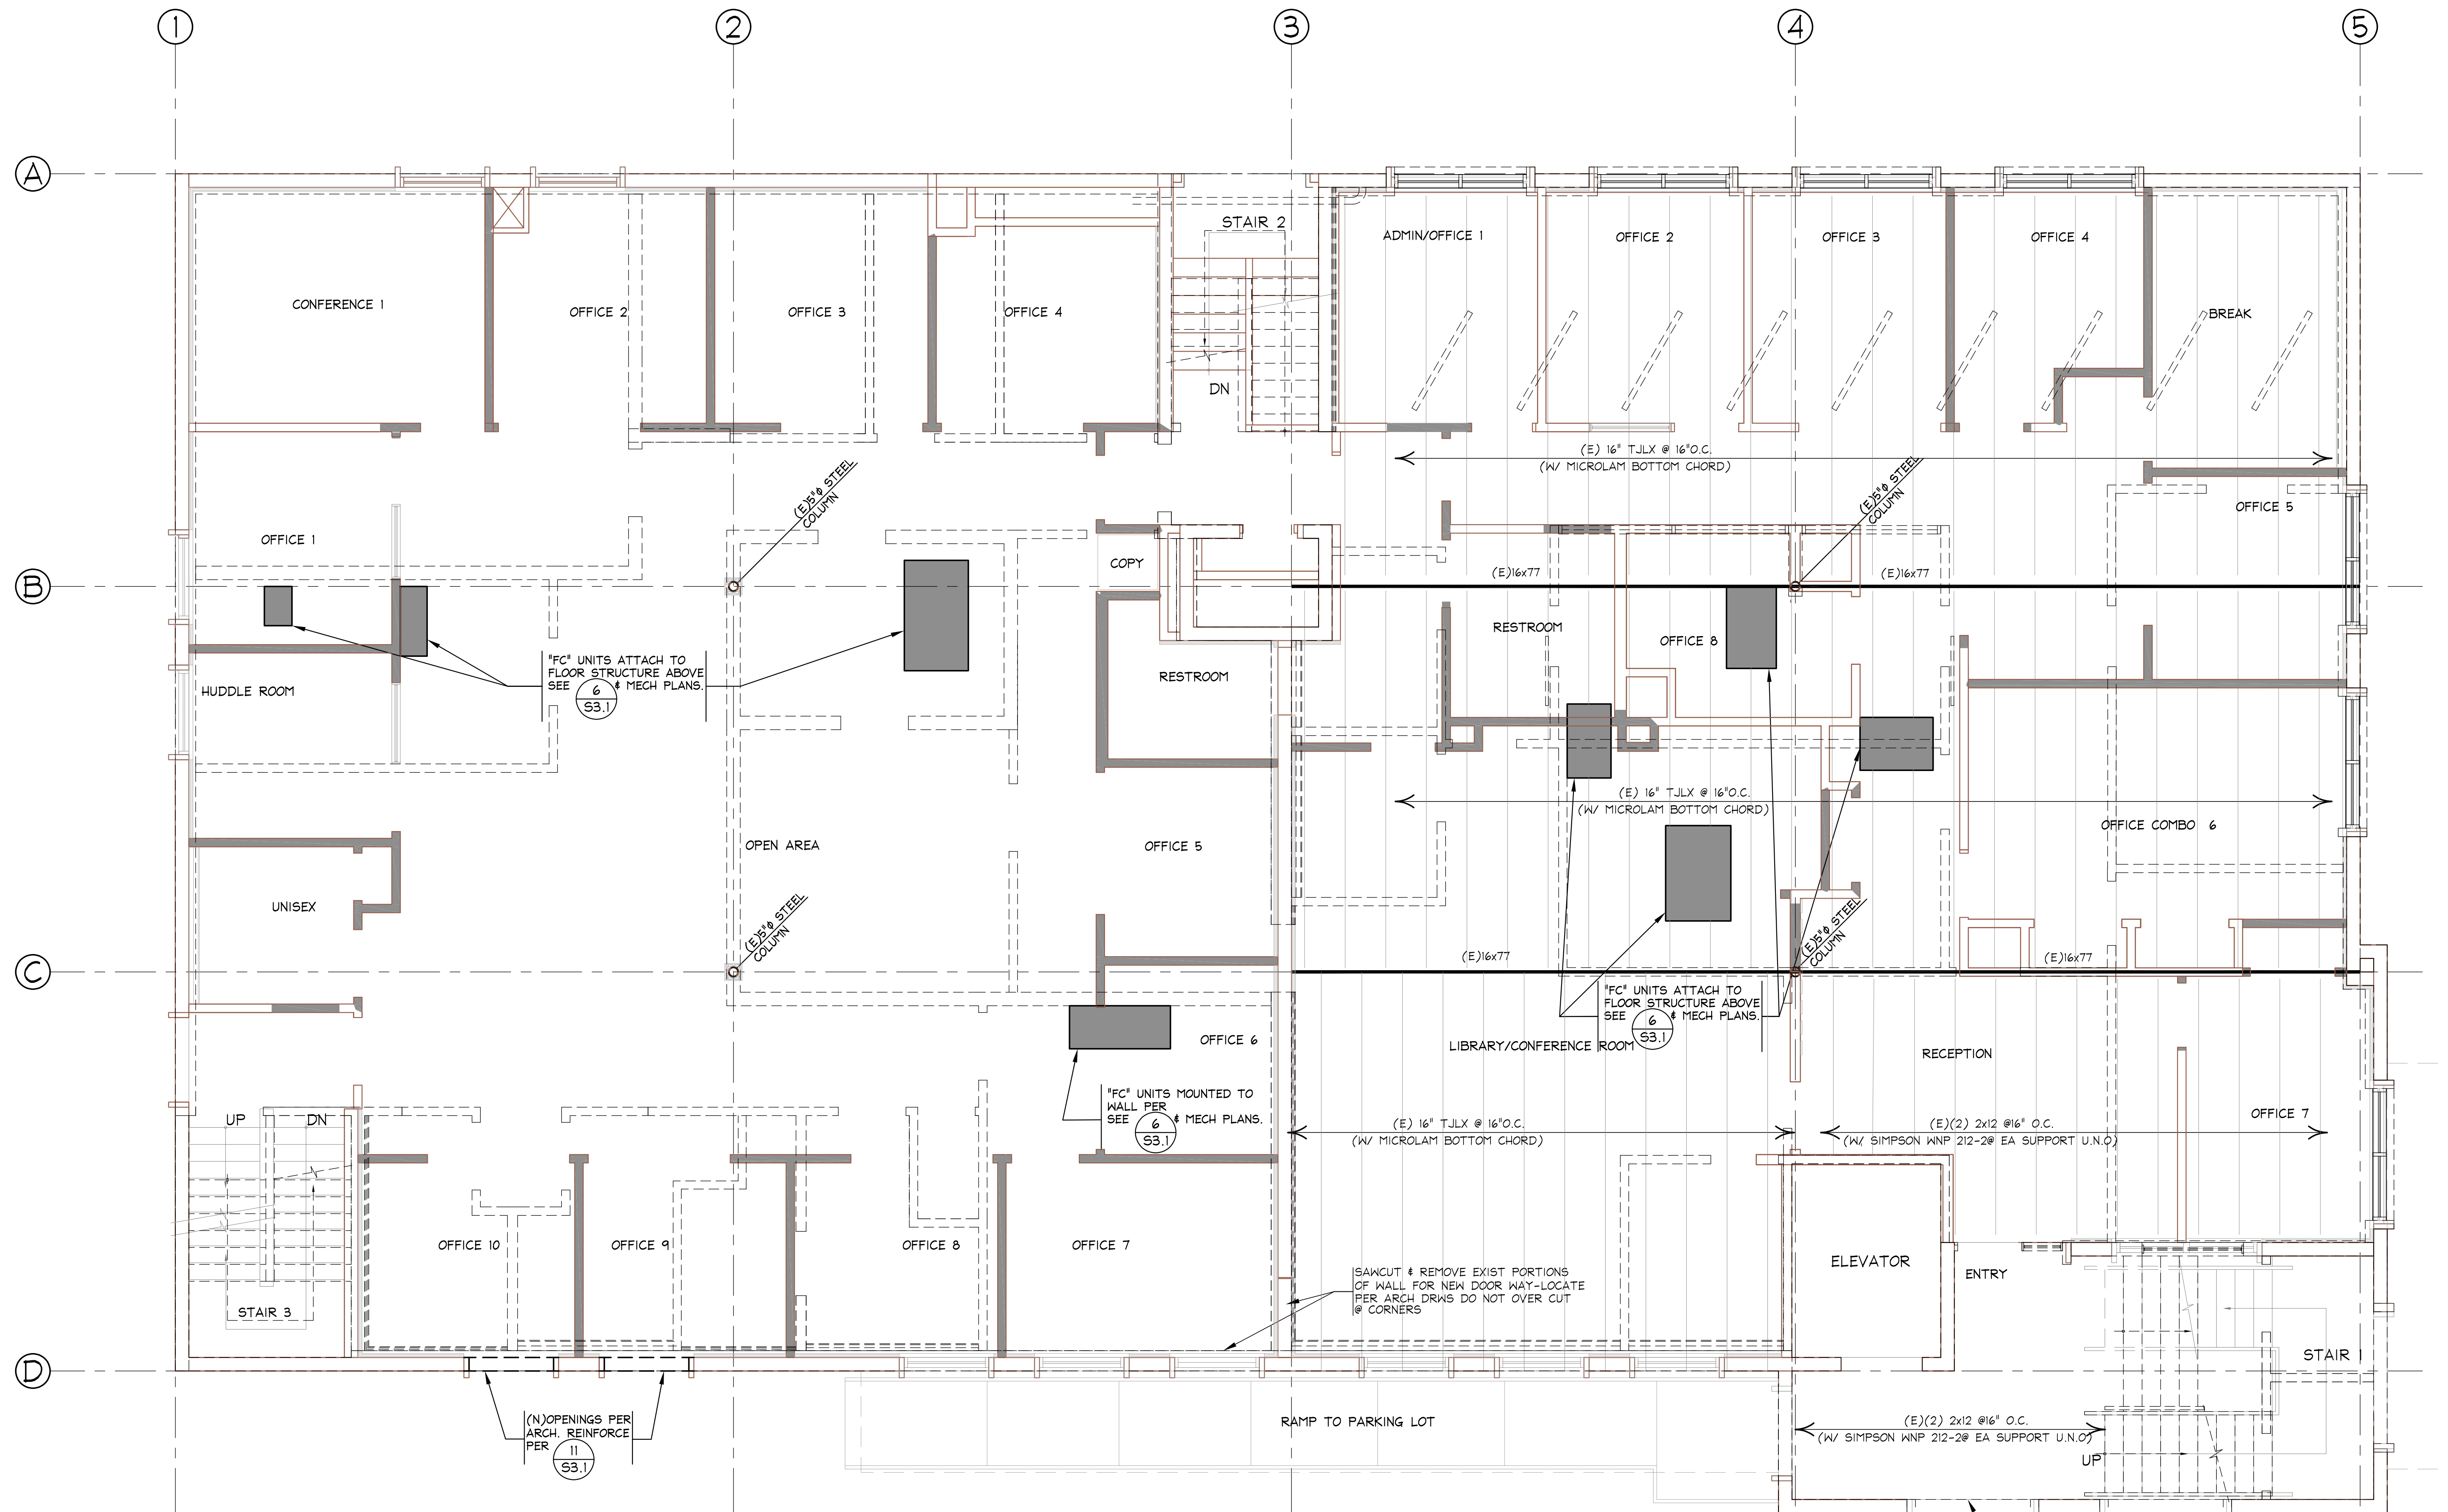 1
2
3
4
5
A
STAIR 2
ADMIN/OFFICE 1
OFFICE 2
OFFICE 3
OFFICE 4
CONFERENCE 1
OFFICE 2
OFFICE 3
OFFICE 4
BREAK
DN
(E) 16" TJLX @ 16"O.C.
(W/ MICROLAM BOTTOM CHORD)
(E)5"ϕ STEEL
COLUMN
(E)5"ϕ STEEL
COLUMN
OFFICE 5
OFFICE 1
COPY
B
(E)16x77
(E)16x77
RESTROOM
OFFICE 8
"FC" UNITS ATTACH TO
FLOOR STRUCTURE ABOVE
SEE 6 & MECH PLANS.
S3.1
HUDDLE ROOM
RESTROOM
(E) 16" TJLX @ 16"O.C.
(W/ MICROLAM BOTTOM CHORD)
OFFICE COMBO 6
OPEN AREA
OFFICE 5
UNISEX
(E)5"ϕ STEEL
COLUMN
(E)5"ϕ STEEL
COLUMN
C
(E)16x77
(E)16x77
"FC" UNITS ATTACH TO
FLOOR STRUCTURE ABOVE
SEE 6 & MECH PLANS.
S3.1
OFFICE 6
LIBRARY/CONFERENCE ROOM
RECEPTION
"FC" UNITS MOUNTED TO
WALL PER
SEE 6 & MECH PLANS.
S3.1
UP
DN
(E) 16" TJLX @ 16"O.C.
(W/ MICROLAM BOTTOM CHORD)
(E)(2) 2x12 @16" O.C.
(W/ SIMPSON WNP 212-2@ EA SUPPORT U.N.O)
OFFICE 7
OFFICE 10
OFFICE 9
OFFICE 8
OFFICE 7
ELEVATOR
ENTRY
SAWCUT & REMOVE EXIST PORTIONS
OF WALL FOR NEW DOOR WAY-LOCATE
PER ARCH DRWS DO NOT OVER CUT
@ CORNERS
STAIR 3
STAIR 1
D
(N)OPENINGS PER
ARCH. REINFORCE
PER 11
S3.1
RAMP TO PARKING LOT
(E)(2) 2x12 @16" O.C.
(W/ SIMPSON WNP 212-2@ EA SUPPORT U.N.O)
UP